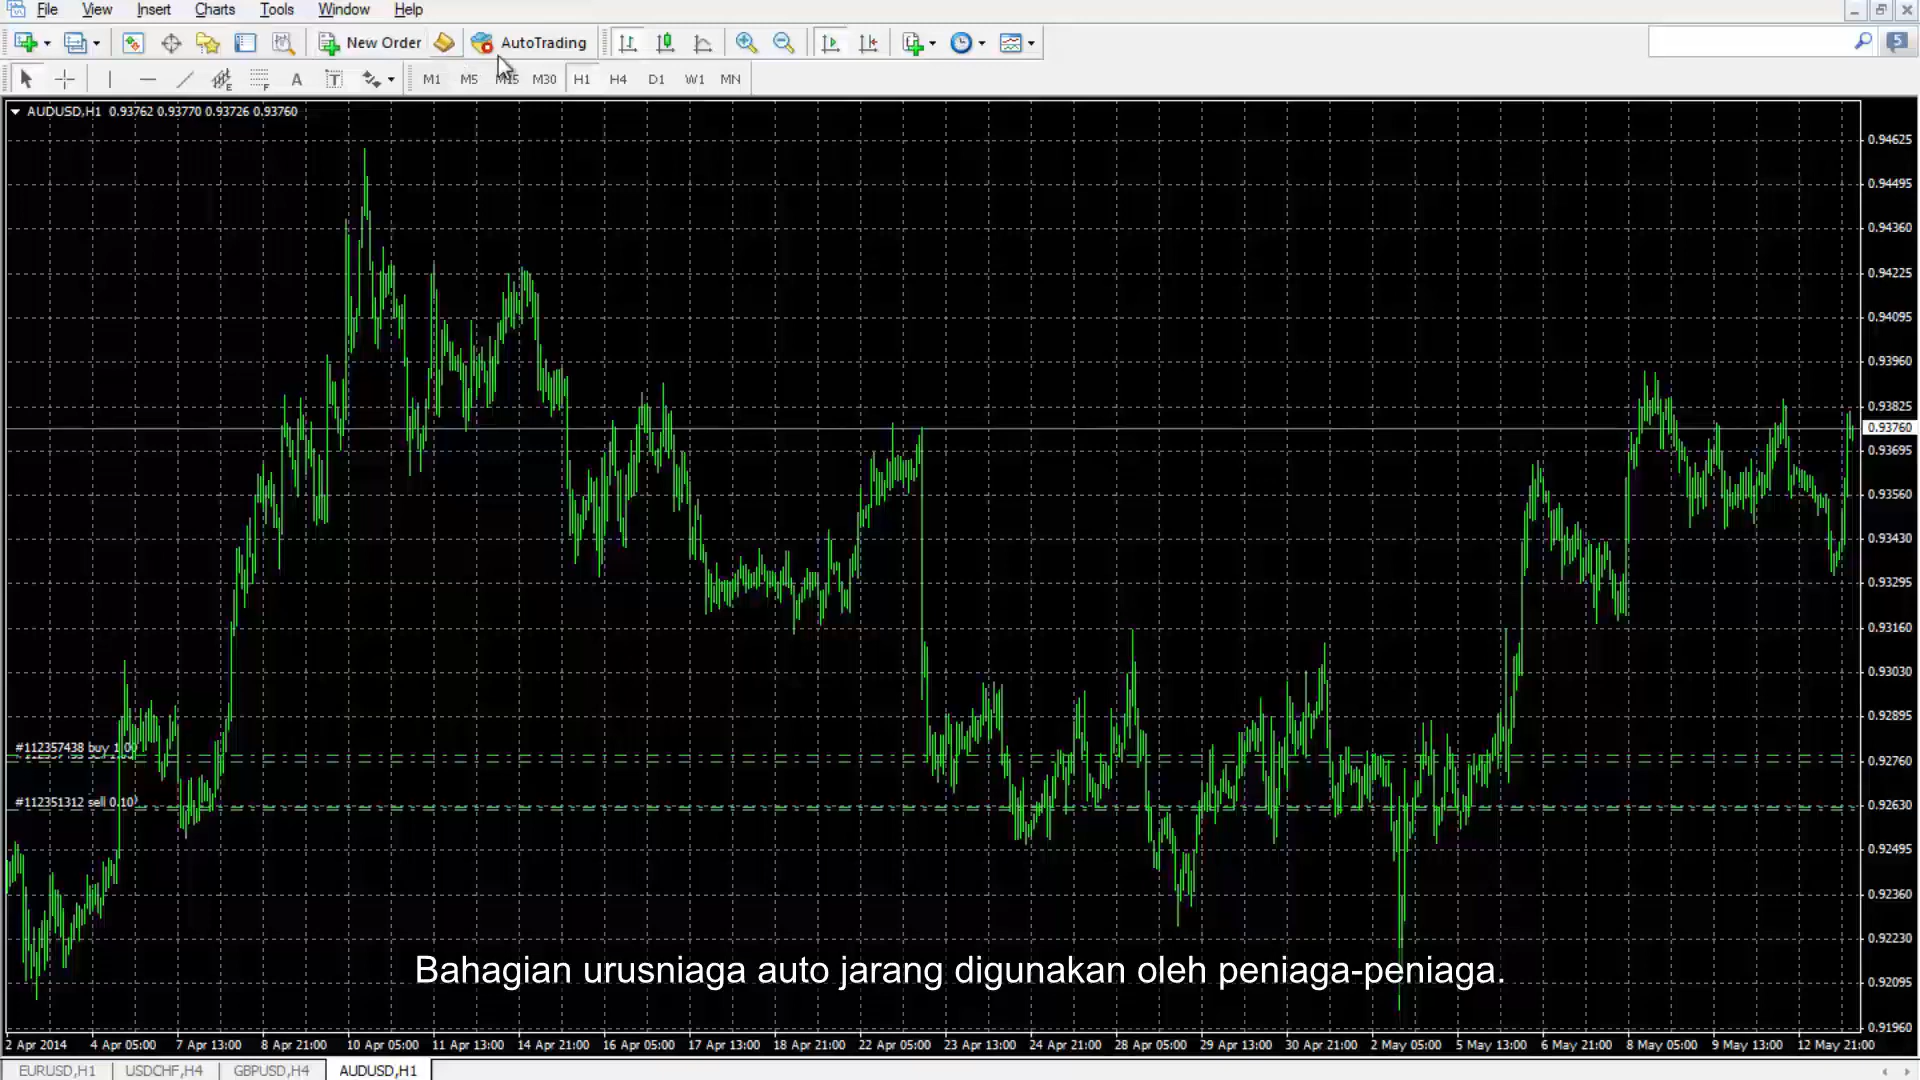 File View Insert Charts Tools Window Help
New Order AutoTrading
5
A T M1 M5 M15 M30 H1 H4 D1 W1 MN
AUDUSD,H1 0.93762 0.93770 0.93726 0.93760
0.94625
0.94495
0.94360
0.94225
0.94095
0.93960
0.93825
0.93760
0.93695
0.93560
0.93430
0.93295
0.93160
0.93030
0.92895
#112357438 buy 1.00
0.92760
#112351312 sell 0.10
0.92630
0.92495
0.92360
0.92230
Bahagian urusniaga auto jarang digunakan oleh peniaga-peniaga.
0.92095
0.91960
2 Apr 2014 4 Apr 05:00 7 Apr 13:00 8 Apr 21:00 10 Apr 05:00 11 Apr 13:00 14 Apr 21:00 16 Apr 05:00 17 Apr 13:00 18 Apr 21:00 22 Apr 05:00 23 Apr 13:00 24 Apr 21:00 28 Apr 05:00 29 Apr 13:00 30 Apr 21:00 2 May 05:00 5 May 13:00 6 May 21:00 8 May 05:00 9 May 13:00 12 May 21:00
EURUSD,H1 USDCHF,H4 GBPUSD,H4 AUDUSD,H1